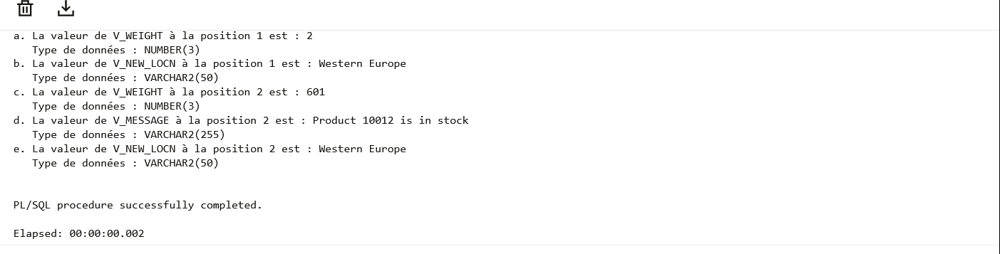 a. La valeur de V_WEIGHT à la position 1 est : 2
Type de données : NUMBER(3)
b. La valeur de V_NEW_LOCN à la position 1 est : Western Europe
Type de données : VARCHAR2(50)
c. La valeur de V_WEIGHT à la position 2 est : 601
Type de données : NUMBER(3)
d. La valeur de V_MESSAGE à la position 2 est : Product 10012 is in stock
Type de données : VARCHAR2(255)
e. La valeur de V_NEW_LOCN à la position 2 est : Western Europe
Type de données : VARCHAR2(50)
PL/SQL procedure successfully completed.
Elapsed: 00:00:00.002